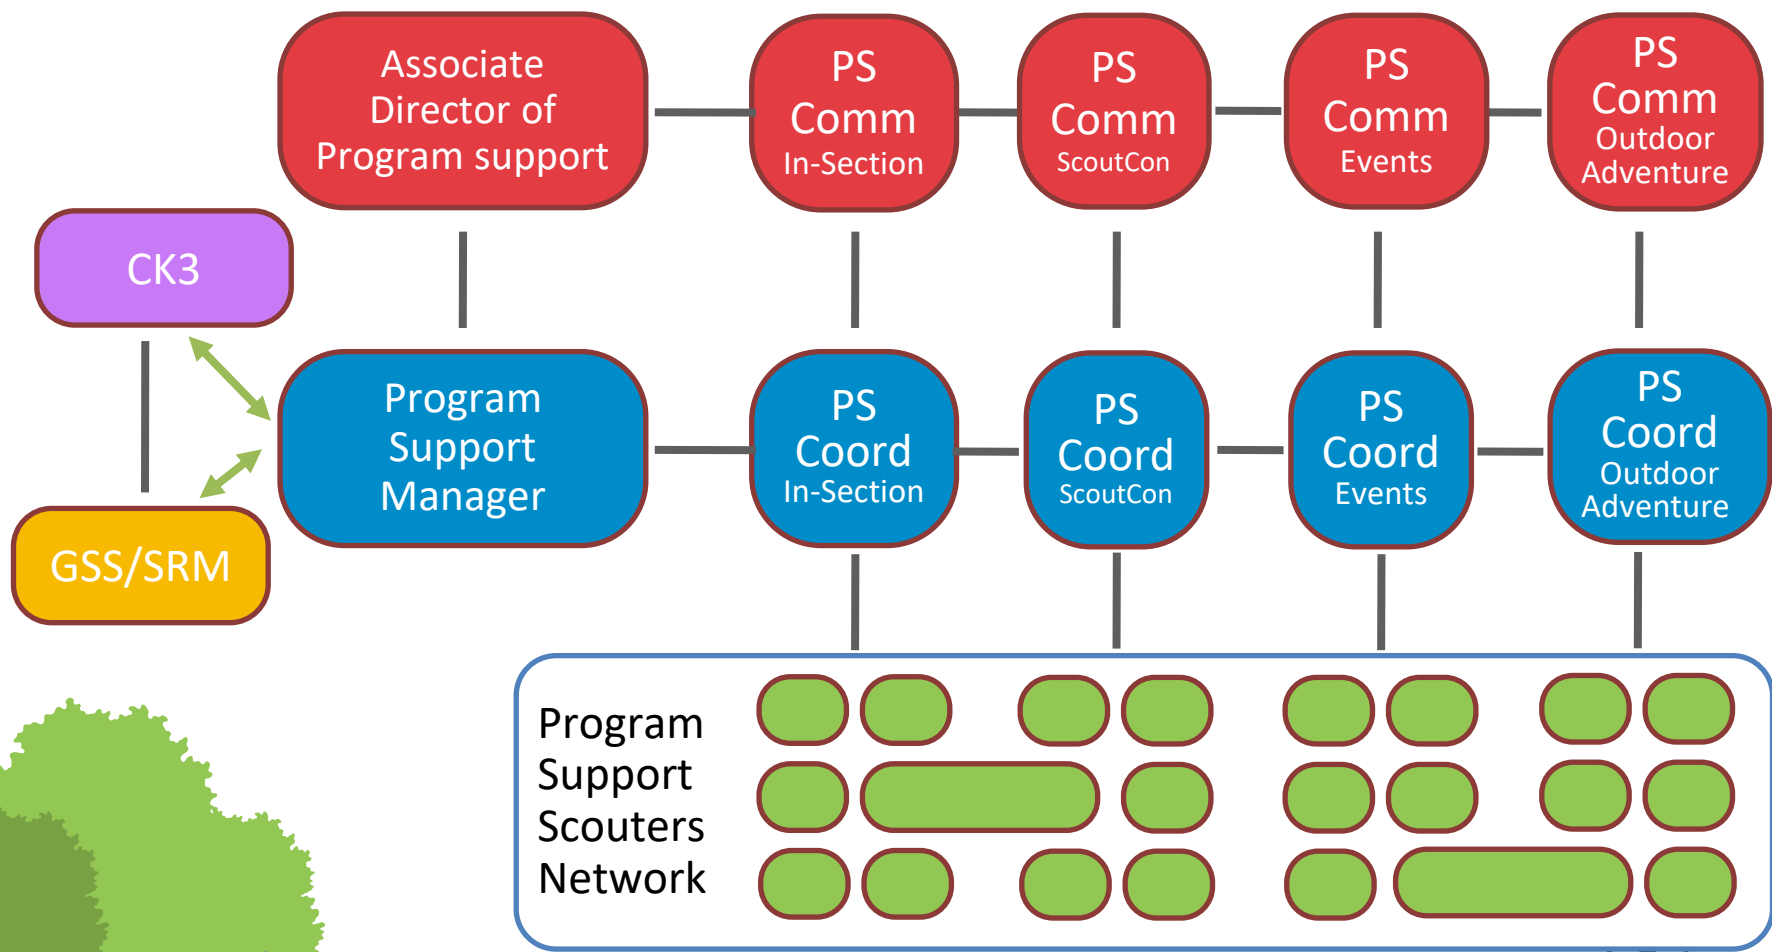 Associate
Director of
Program support
PS
Comm
In-Section
PS
Comm
ScoutCon
PS
Comm
Events
PS
Comm
Outdoor
Adventure
CK3
Program
Support
Manager
PS
Coord
In-Section
PS
Coord
ScoutCon
PS
Coord
Events
PS
Coord
Outdoor
Adventure
GSS/SRM
Program
Support
Scouters
Network